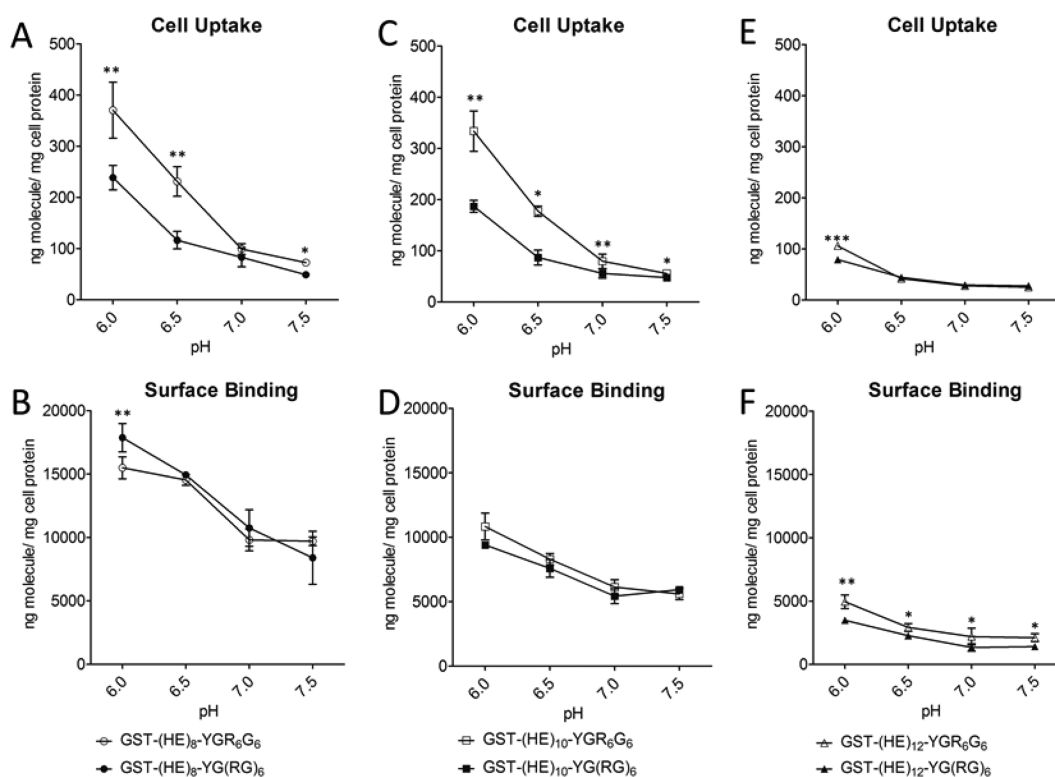 A
Cell Uptake
ng molecule/ mg cell protein
500
400
300
200
100
0
**
**
*
6.0
6.5
7.0
7.5
pH
C
Cell Uptake
ng molecule/ mg cell protein
500
400
300
200
100
0
**
*
**
*
6.0
6.5
7.0
7.5
pH
E
Cell Uptake
ng molecule/ mg cell protein
500
400
300
200
100
0
***
6.0
6.5
7.0
7.5
pH
B
Surface Binding
ng molecule/ mg cell protein
20000
15000
10000
5000
0
**
6.0
6.5
7.0
7.5
pH
GST-(HE)₈-YGR₆G₆
GST-(HE)₈-YG(RG)₆
D
Surface Binding
ng molecule/ mg cell protein
20000
15000
10000
5000
0
6.0
6.5
7.0
7.5
pH
GST-(HE)₁₀-YGR₆G₆
GST-(HE)₁₀-YG(RG)₆
F
Surface Binding
ng molecule/ mg cell protein
20000
15000
10000
5000
0
**
*
*
*
6.0
6.5
7.0
7.5
pH
GST-(HE)₁₂-YGR₆G₆
GST-(HE)₁₂-YG(RG)₆